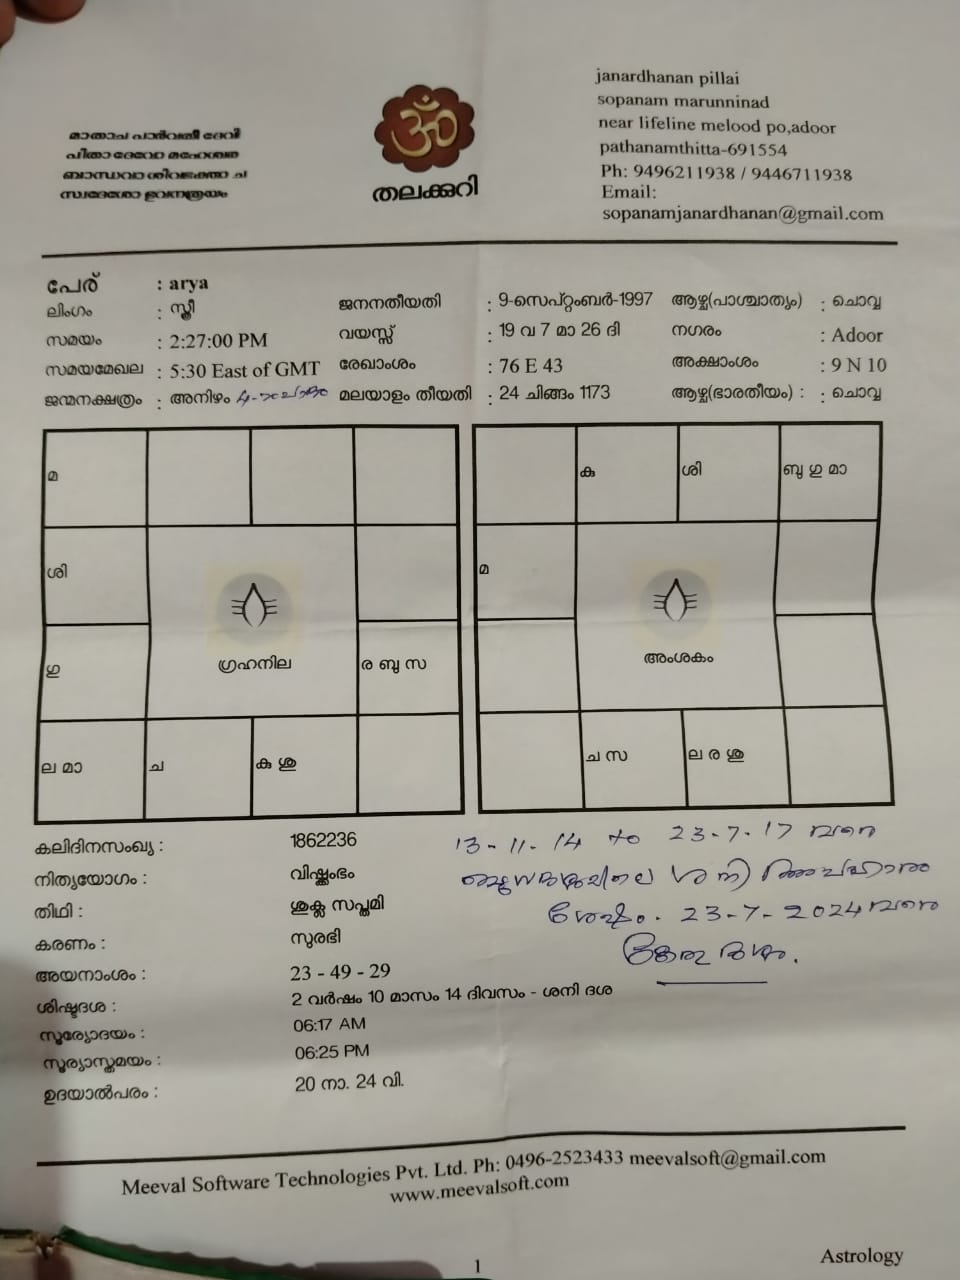 janardhanan pillai
sopanam marunninad
near lifeline melood po,adoor
pathanamthitta-691554
Ph: 9496211938 / 9446711938
Email:
sopanamjanardhanan@gmail.com
മാതാച പാർവതീ ദേവീ
പിതാ ദേവോ മഹേശ്വര
ബാന്ധവാ ശിവഭക്താ ച
സ്വദേശോ ഭുവനത്രയം
ॐ
തലക്കുറി
പേര് : arya
ലിംഗം : സ്ത്രീ ജനനതീയതി : 9-സെപ്റ്റംബർ-1997 ആഴ്ച(പാശ്ചാത്യം) : ചൊവ്വ
സമയം : 2:27:00 PM വയസ്സ് : 19 വ 7 മാ 26 ദി നഗരം : Adoor
സമയമേഖല : 5:30 East of GMT രേഖാംശം : 76 E 43 അക്ഷാംശം : 9 N 10
ജന്മനക്ഷത്രം : അനിഴം 4- മലയാളം തീയതി : 24 ചിങ്ങം 1173 ആഴ്ച(ഭാരതീയം) : : ചൊവ്വ
മ
ശി
ഗു
ഗ്രഹനില
ര ബു സ
ല മാ
ച
കു ശു
കു
ശി
ബു ഗു മാ
മ
അംശകം
ച സ
ല ര ശു
കലിദിനസംഖ്യ : 1862236
നിത്യയോഗം : വിഷ്കംഭം
തിഥി : ശുക്ല സപ്തമി
കരണം : സുരഭി
അയനാംശം : 23 - 49 - 29
ശിഷ്ടദശ : 2 വർഷം 10 മാസം 14 ദിവസം - ശനി ദശ
സൂര്യോദയം : 06:17 AM
സൂര്യാസ്തമയം : 06:25 PM
ഉദയാൽപരം : 20 നാ. 24 വി.
13-11-14 to 23-7-17 വരെ
ശനി അപഹാരം
ശേഷം. 23-7-2024 വരെ
കേതു ദശ.
Meeval Software Technologies Pvt. Ltd. Ph: 0496-2523433 meevalsoft@gmail.com
www.meevalsoft.com
1
Astrology